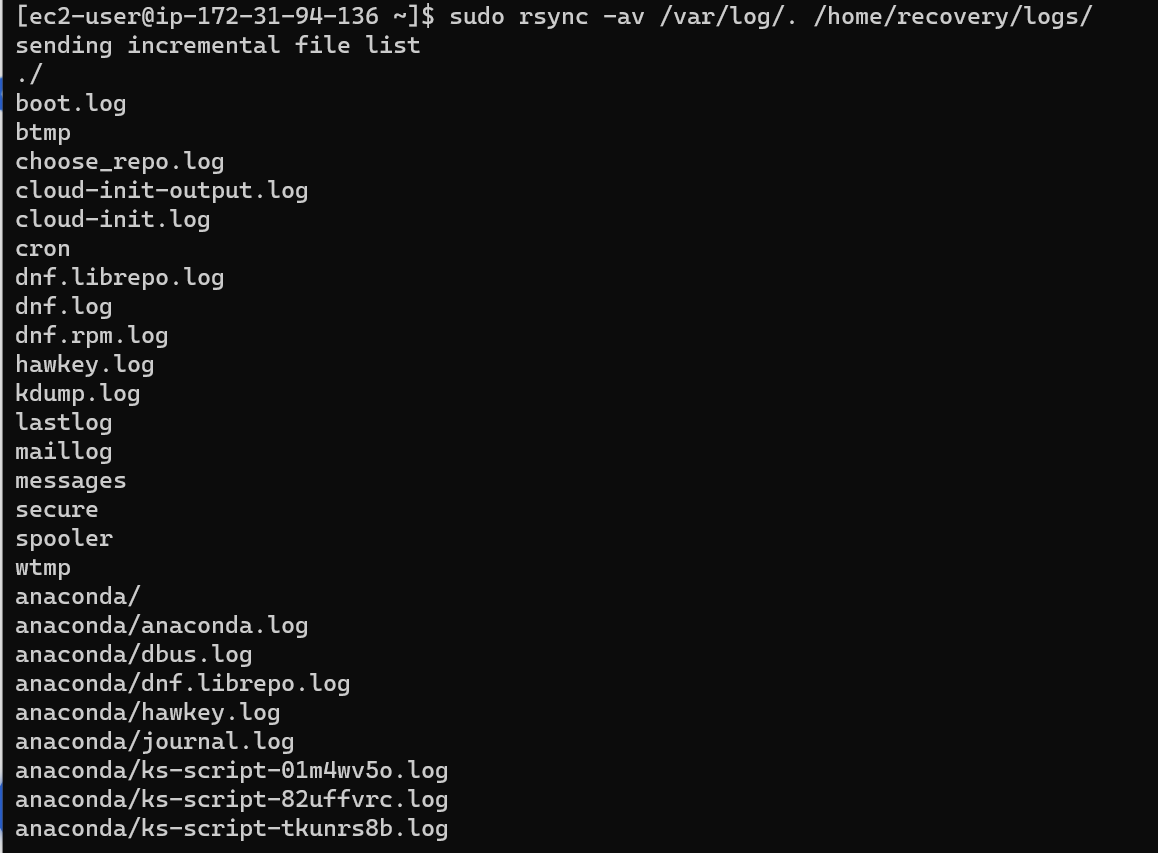 [ec2-user@ip-172-31-94-136 ~]$ sudo rsync -av /var/log/. /home/recovery/logs/
sending incremental file list
./
boot.log
btmp
choose_repo.log
cloud-init-output.log
cloud-init.log
cron
dnf.librepo.log
dnf.log
dnf.rpm.log
hawkey.log
kdump.log
lastlog
maillog
messages
secure
spooler
wtmp
anaconda/
anaconda/anaconda.log
anaconda/dbus.log
anaconda/dnf.librepo.log
anaconda/hawkey.log
anaconda/journal.log
anaconda/ks-script-01m4wv5o.log
anaconda/ks-script-82uffvrc.log
anaconda/ks-script-tkunrs8b.log